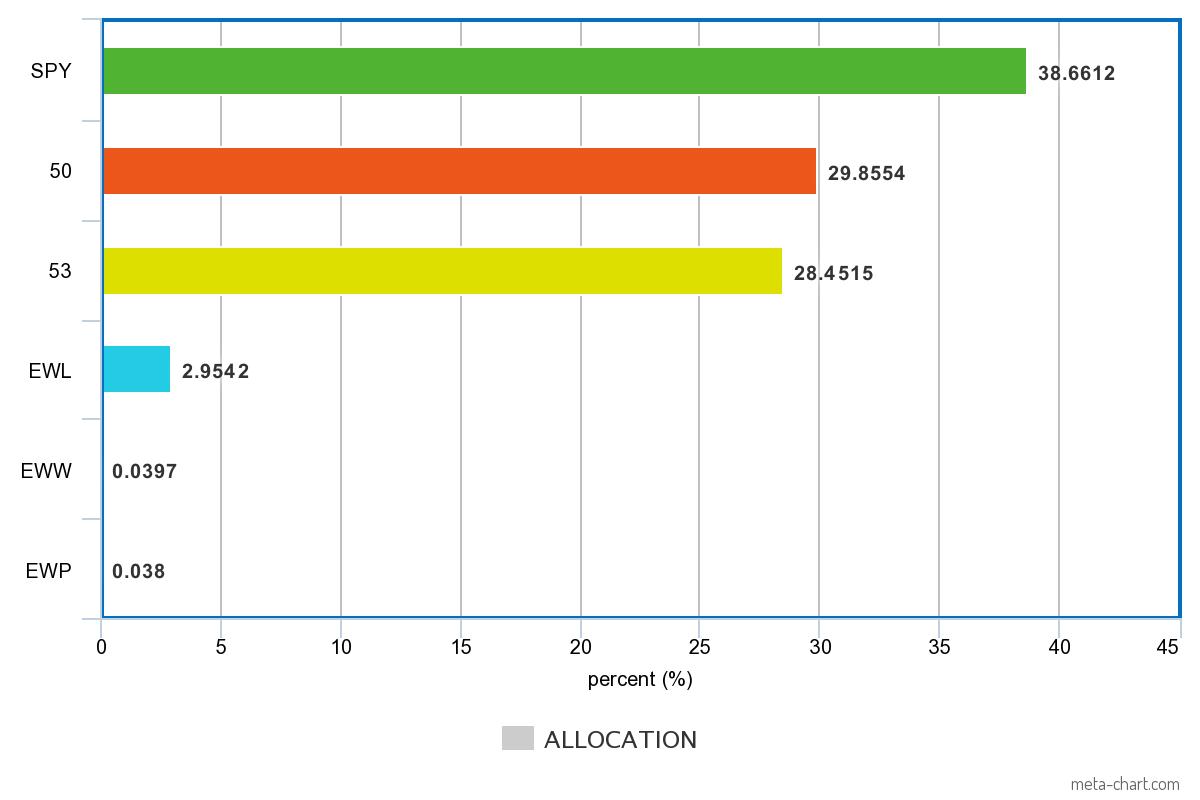 SPY
38.6612
50
29.8554
53
28.4515
EWL
2.9542
EWW
0.0397
EWP
0.038
0 5 10 15 20 25 30 35 40 45
percent (%)
ALLOCATION
meta-chart.com